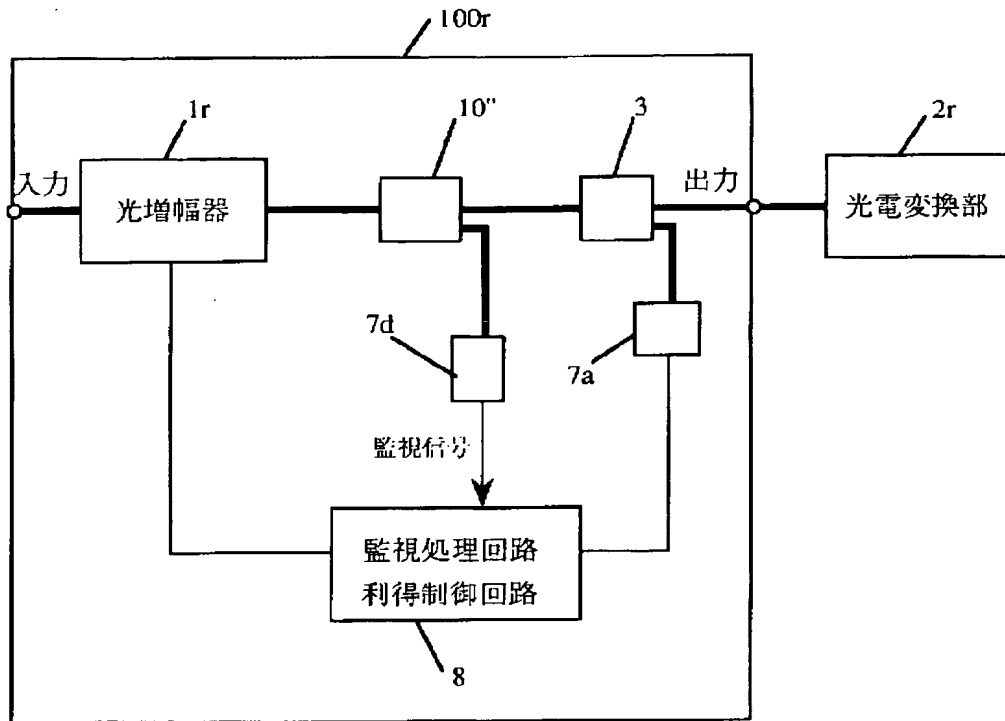 100r
1r
10"
3
2r
入力
光増幅器
出力
光電変換部
7d
7a
監視信号
監視処理回路
利得制御回路
8